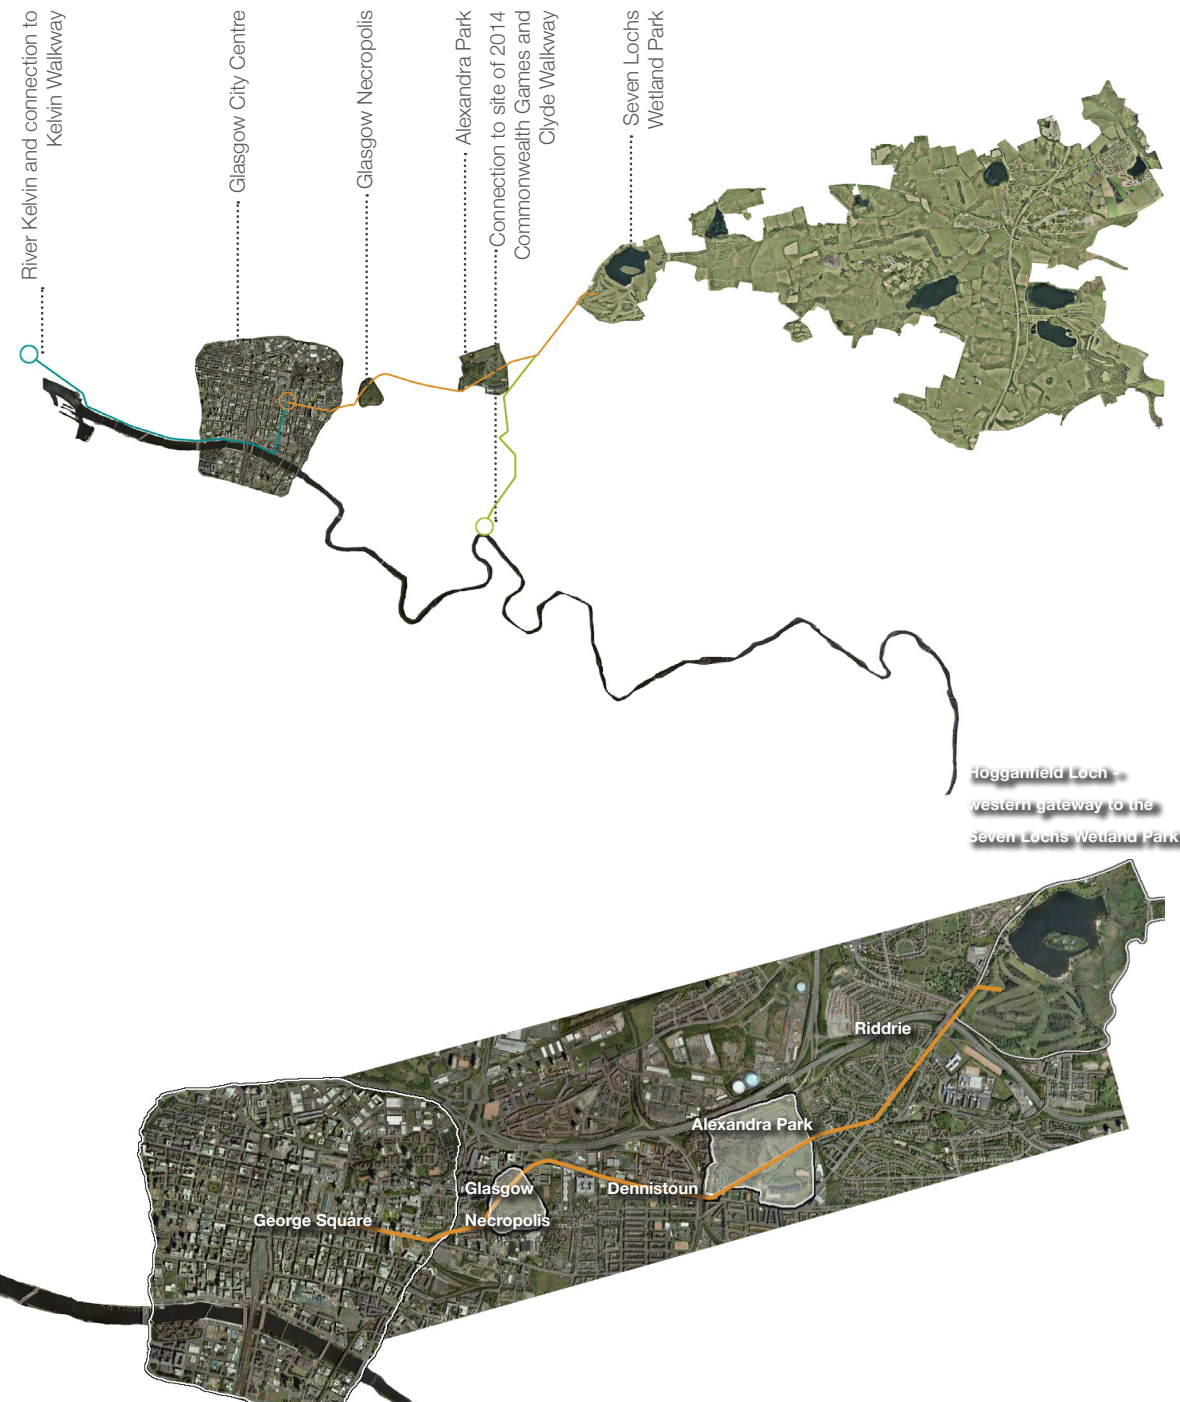 River Kelvin and connection to
Kelvin Walkway
Glasgow City Centre
Glasgow Necropolis
Alexandra Park
Connection to site of 2014
Commonwealth Games and
Clyde Walkway
Seven Lochs
Wetland Park
Hogganfield Loch -
western gateway to the
Seven Lochs Wetland Park
Riddrie
Alexandra Park
Glasgow
Necropolis
Dennistoun
George Square